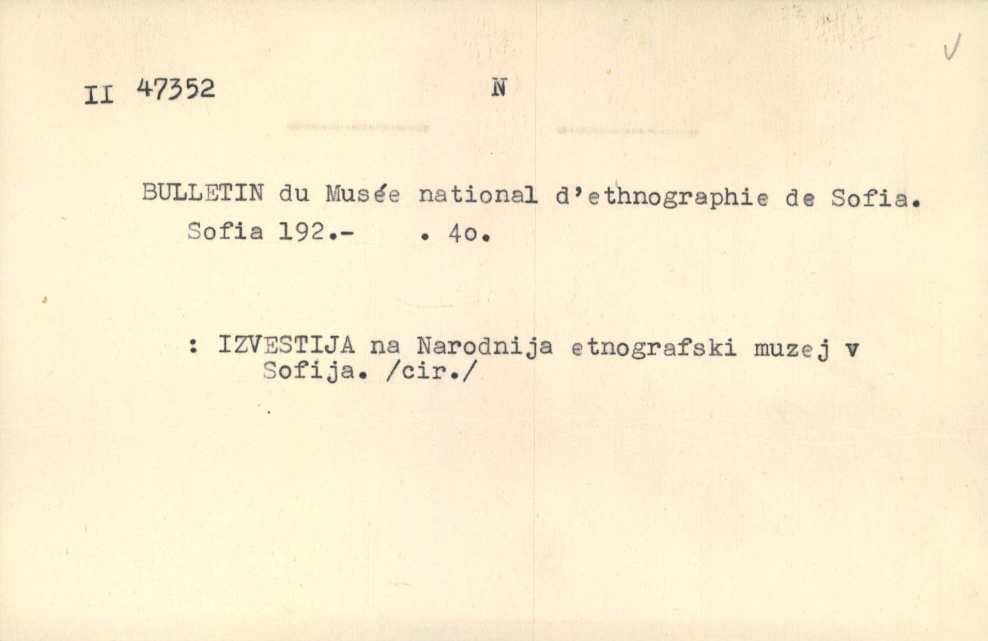 II 47352 N
BULLETIN du Musée national d'ethnographie de Sofia.
Sofia 192.- . 4o.
: IZVESTIJA na Narodnija etnografski muzej v
Sofija. /cir./